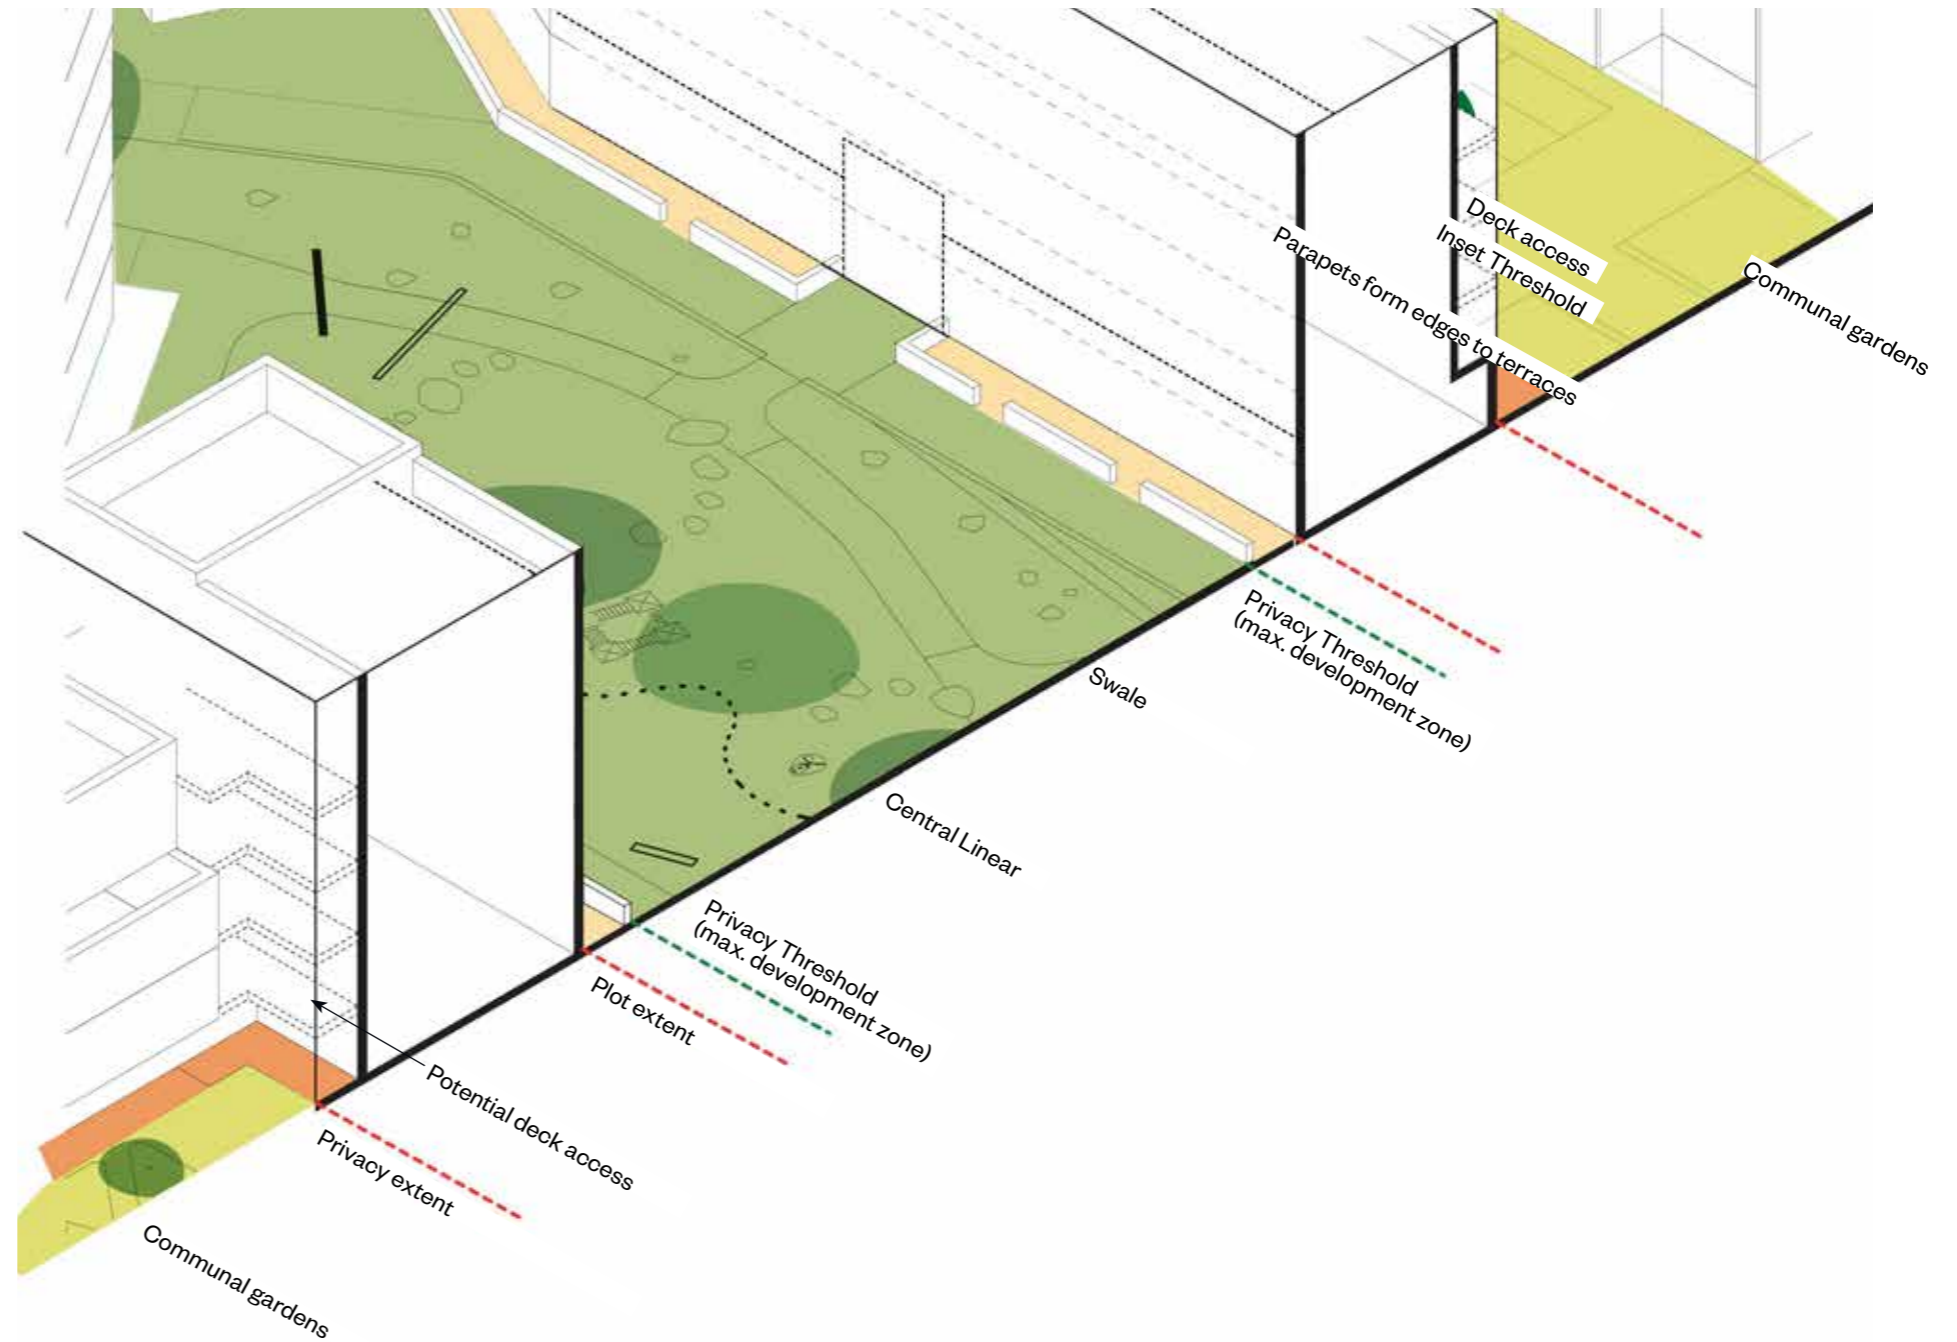 Deck access
Inset Threshold
Parapets form edges to terraces
Communal gardens
Privacy Threshold
(max. development zone)
Swale
Central Linear
Privacy Threshold
(max. development zone)
Plot extent
Potential deck access
Privacy extent
Communal gardens